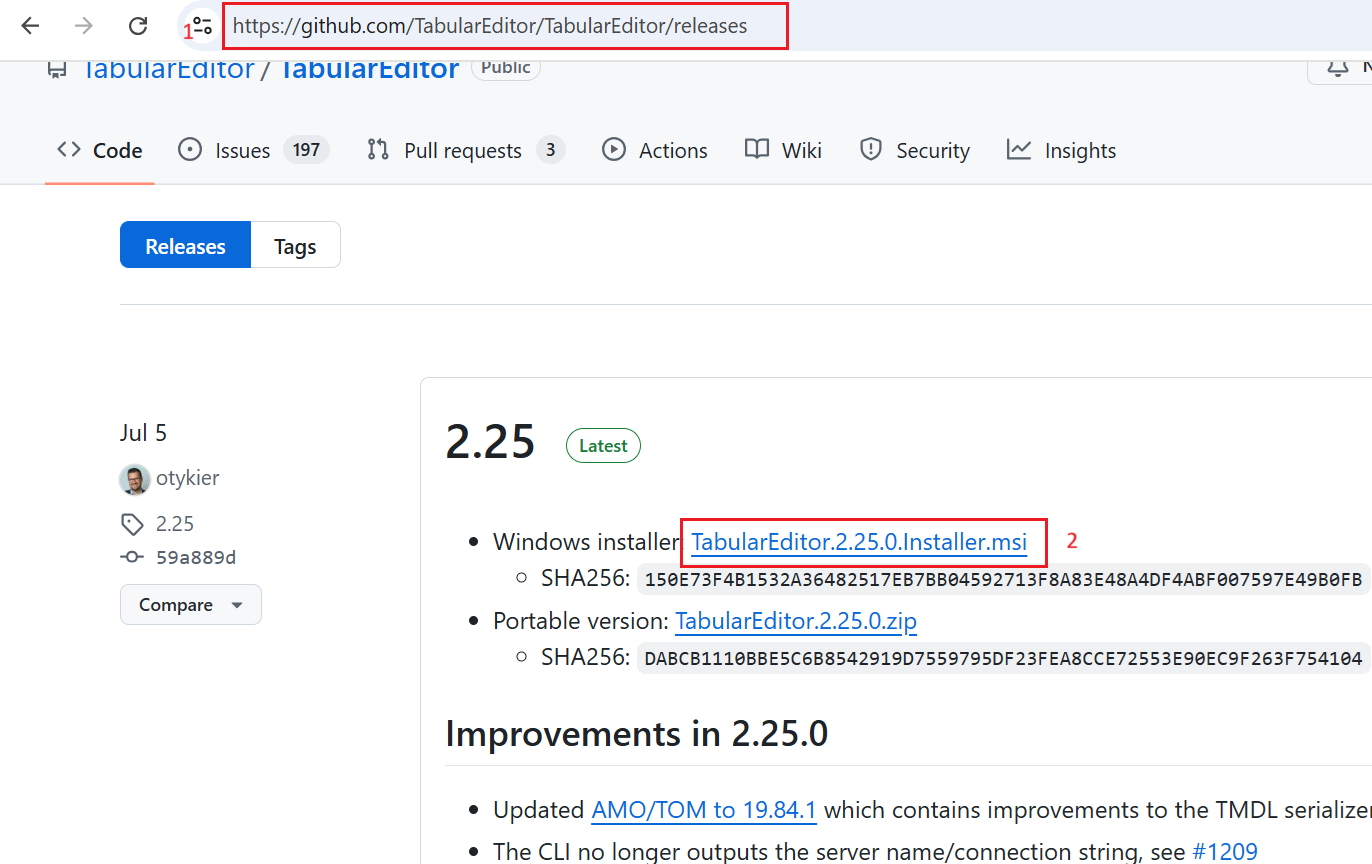 https://github.com/TabularEditor/TabularEditor/releases
1
TabularEditor / TabularEditor Public
Code Issues 197 Pull requests 3 Actions Wiki Security Insights
Releases Tags
Jul 5
otykier
2.25
59a889d
Compare
2.25 Latest
Windows installer: TabularEditor.2.25.0.Installer.msi 2
SHA256: 150E73F4B1532A36482517EB7BB04592713F8A83E48A4DF4ABF007597E49B0FB
Portable version: TabularEditor.2.25.0.zip
SHA256: DABCB1110BBE5C6B8542919D7559795DF23FEA8CCE72553E90EC9F263F754104
Improvements in 2.25.0
Updated AMO/TOM to 19.84.1 which contains improvements to the TMDL serializer
The CLI no longer outputs the server name/connection string, see #1209